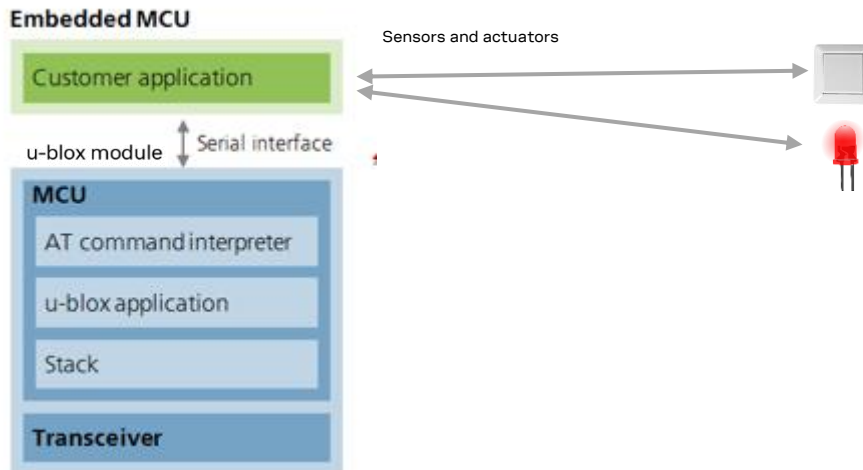 Embedded MCU
Sensors and actuators
Customer application
Serial interface
u-blox module
MCU
AT command interpreter
u-blox application
Stack
Transceiver